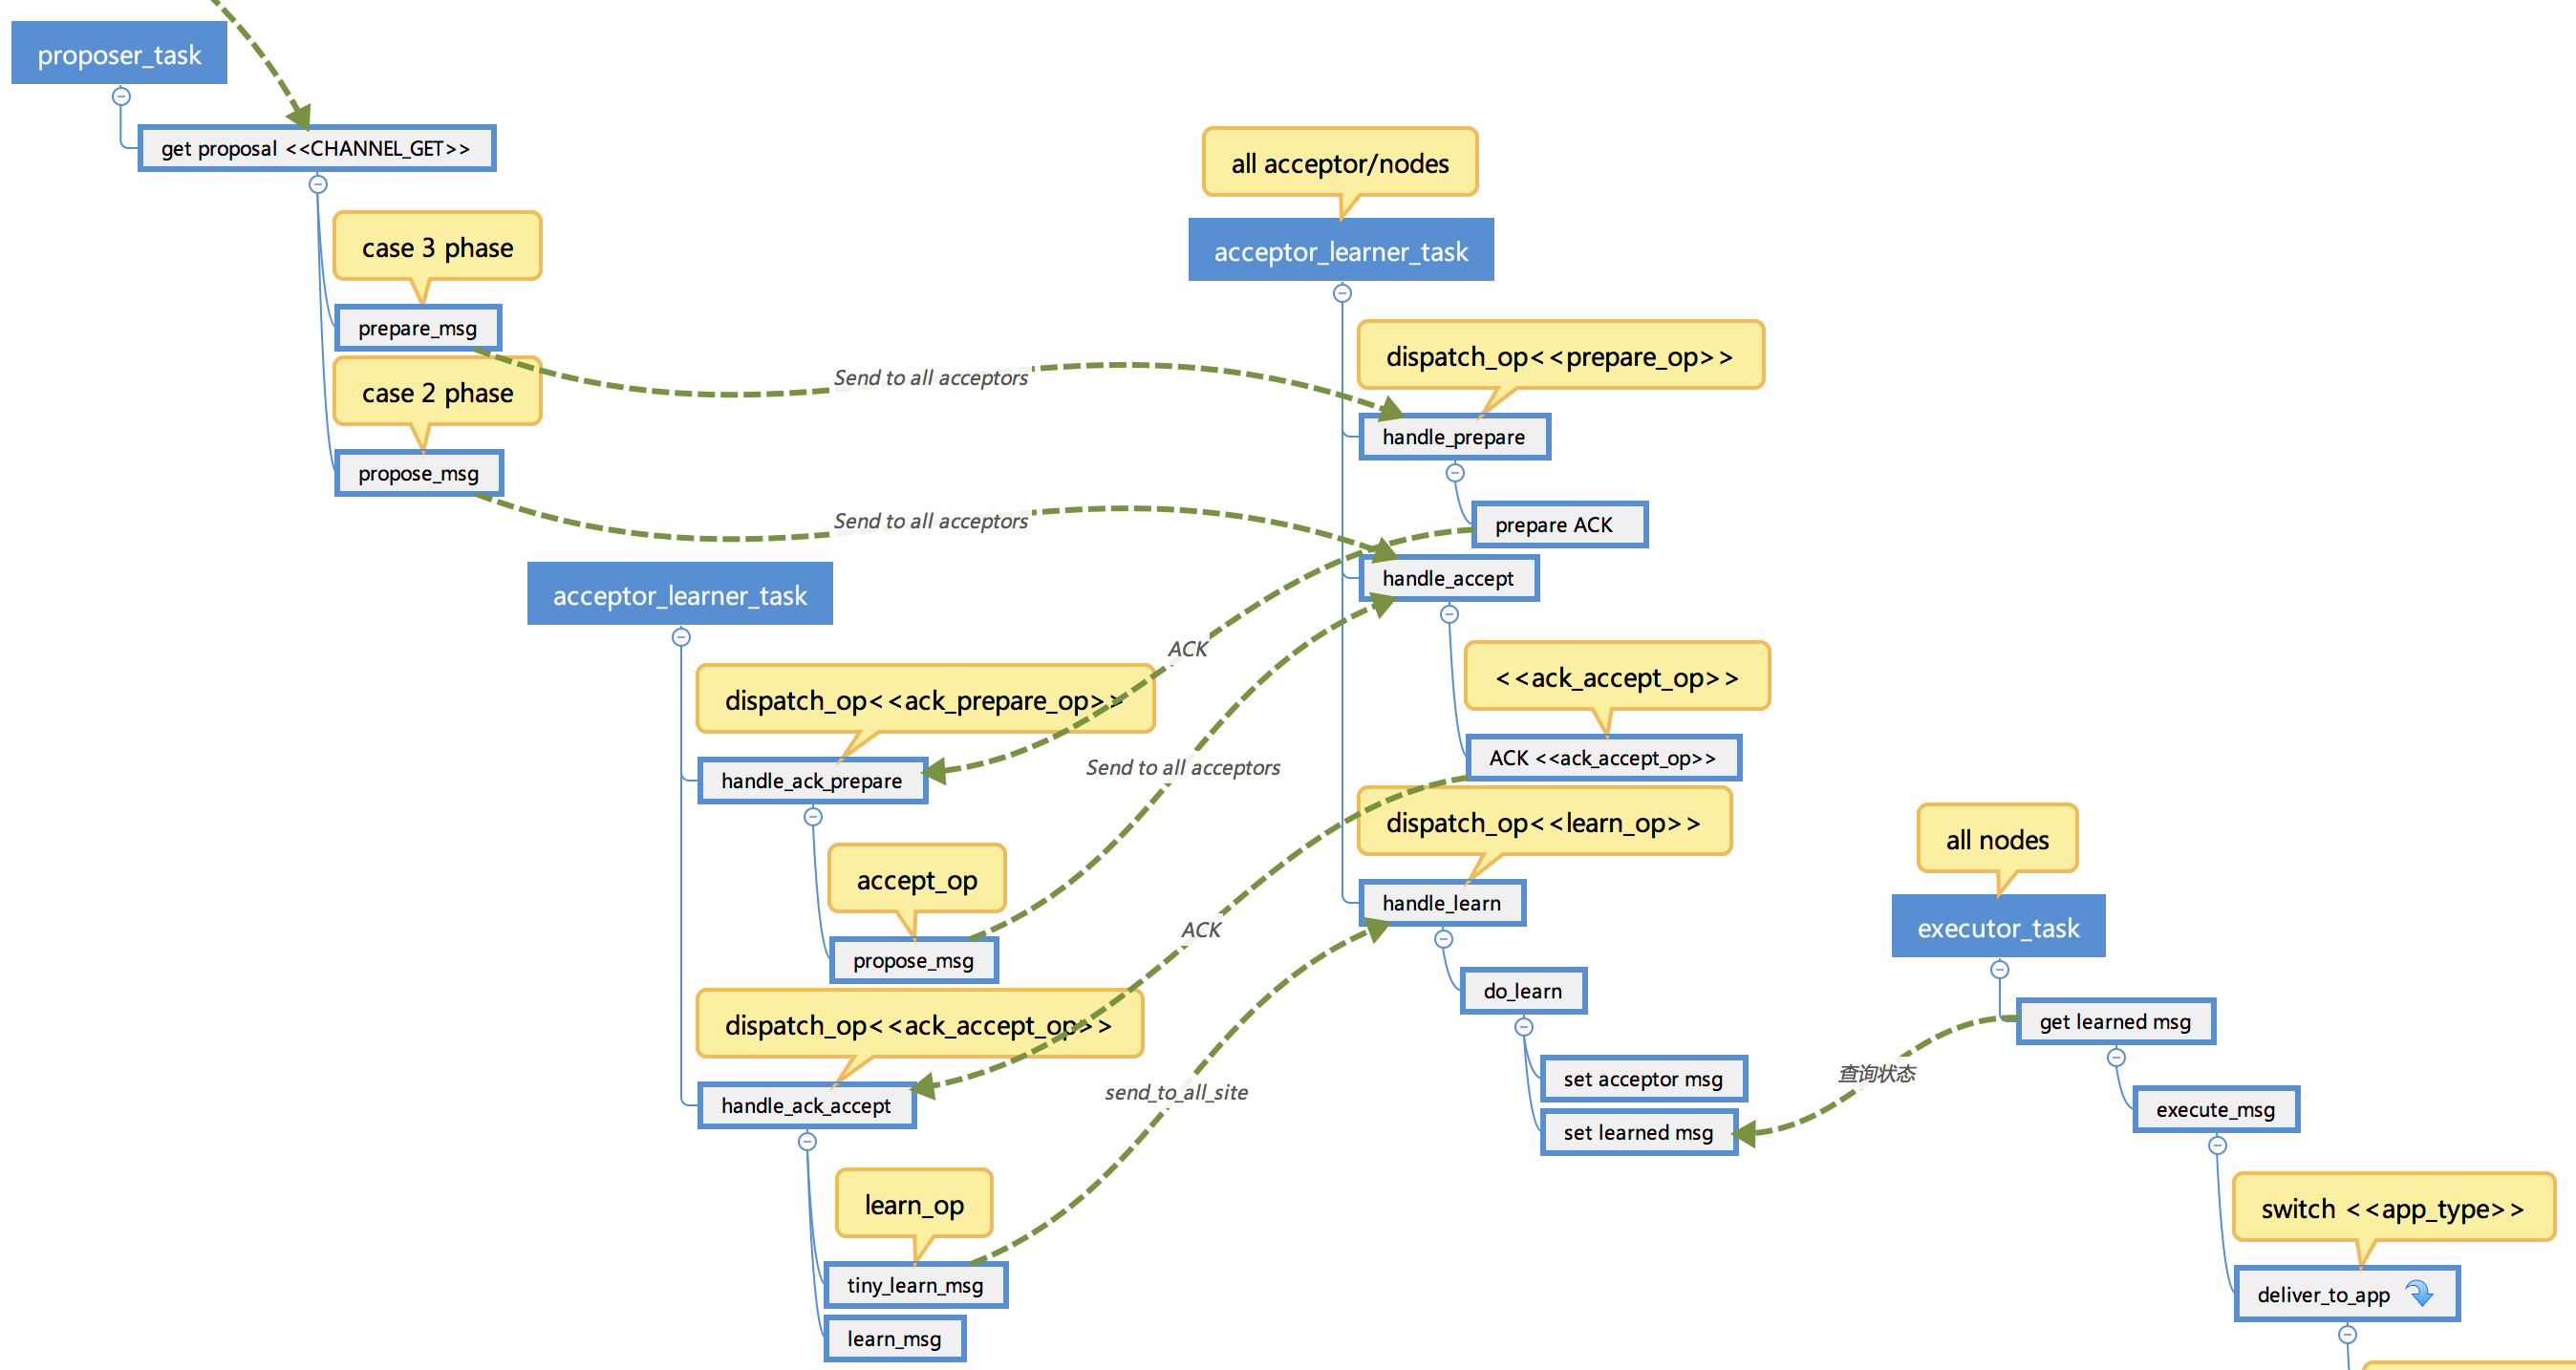 proposer_task
get proposal <<CHANNEL_GET>>
case 3 phase
prepare_msg
case 2 phase
propose_msg
Send to all acceptors
Send to all acceptors
all acceptor/nodes
acceptor_learner_task
dispatch_op<<prepare_op>>
handle_prepare
prepare ACK
handle_accept
<<ack_accept_op>>
ACK <<ack_accept_op>>
dispatch_op<<learn_op>>
handle_learn
do_learn
set acceptor msg
set learned msg
acceptor_learner_task
ACK
dispatch_op<<ack_prepare_op>>
handle_ack_prepare
Send to all acceptors
accept_op
propose_msg
ACK
dispatch_op<<ack_accept_op>>
handle_ack_accept
send_to_all_site
learn_op
tiny_learn_msg
learn_msg
all nodes
executor_task
get learned msg
查询状态
execute_msg
switch <<app_type>>
deliver_to_app